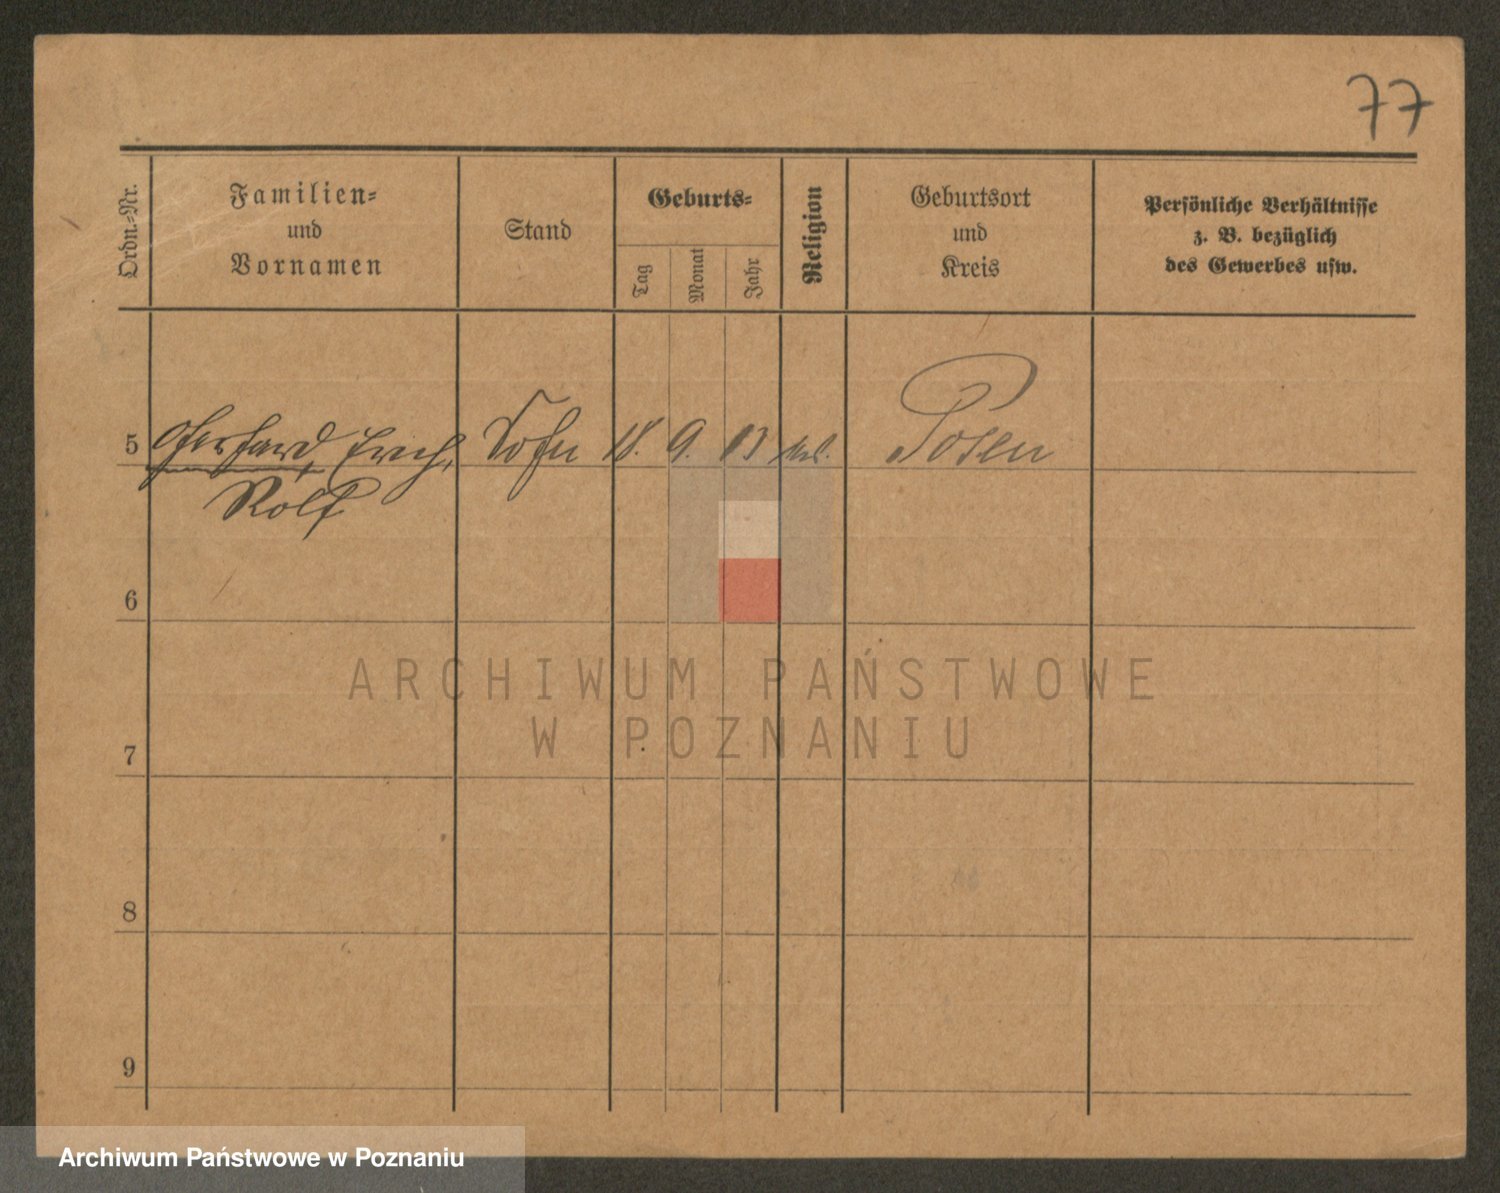 77
Ordn.-Nr.
Familien-
und
Vornamen
Stand
Geburts-
Tag
Monat
Jahr
Religion
Geburtsort
und
Kreis
Persönliche Verhältnisse
z. B. bezüglich
des Gewerbes usw.
5 Gerhard, Erich, Sohn 18. 9. 13 Posen
Rolf
6
ARCHIWUM PAŃSTWOWE
W POZNANIU
7
8
9
Archiwum Państwowe w Poznaniu